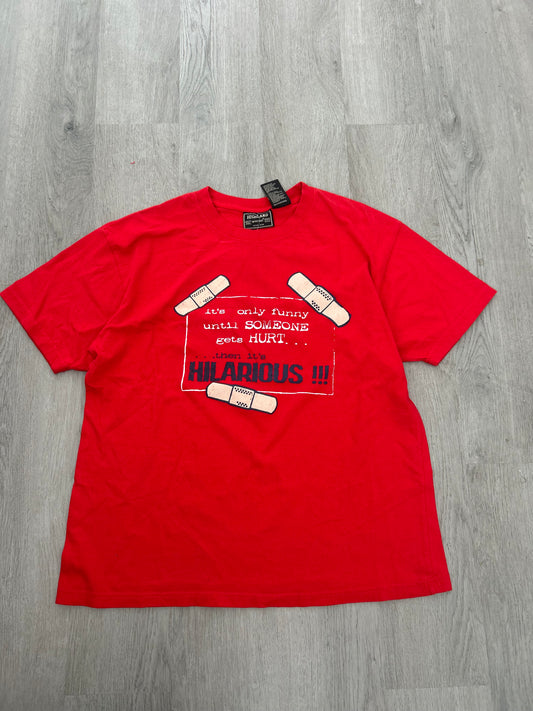 it's only funny
until SOMEONE
gets HURT...
...then it's
HILARIOUS !!!